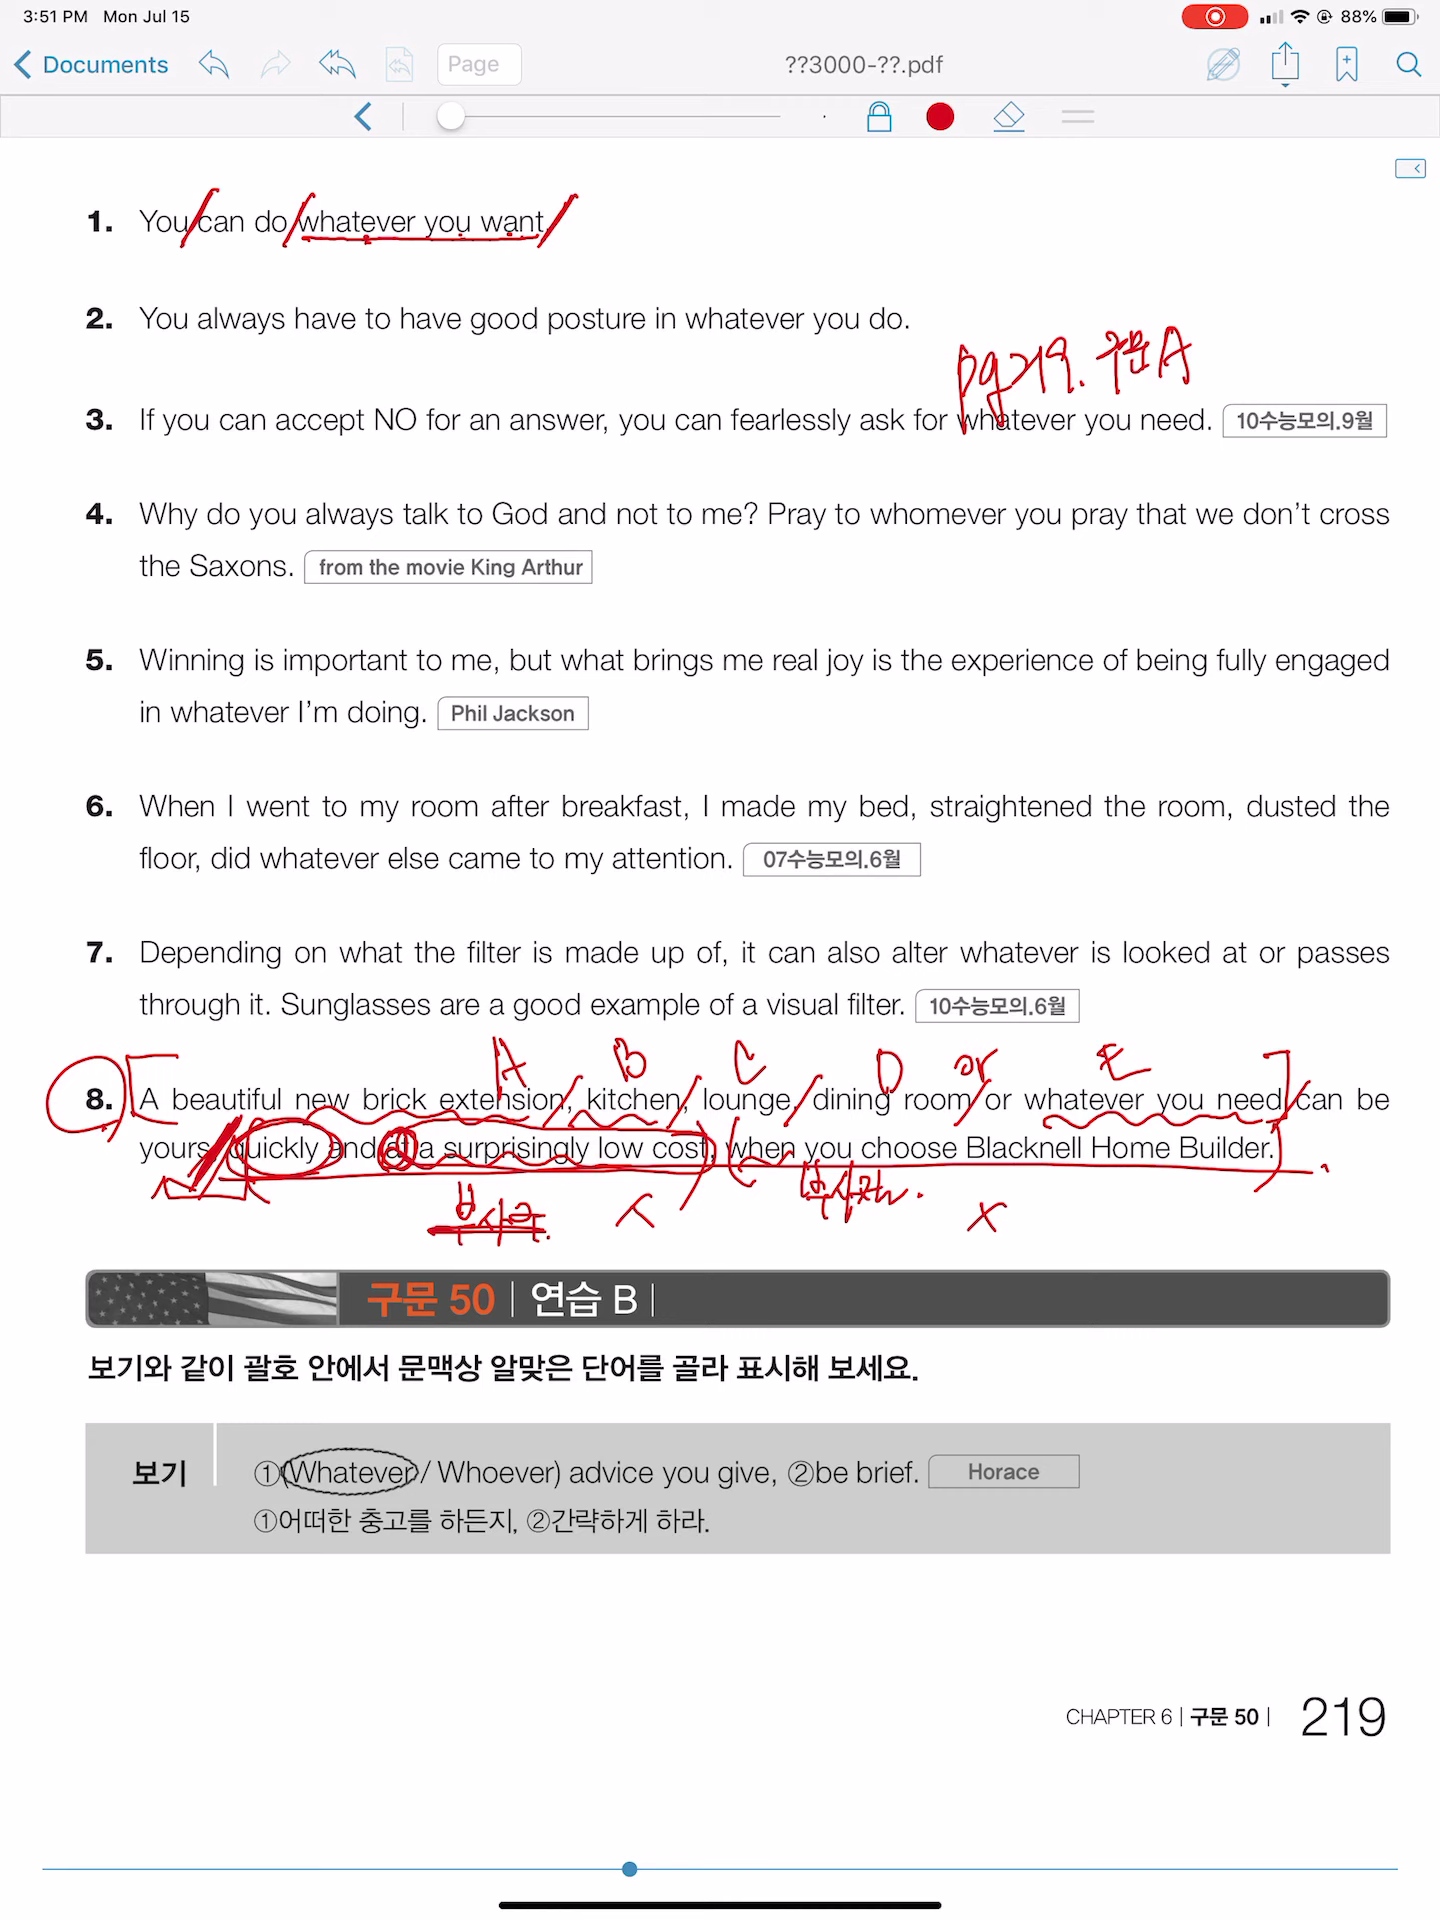 3:51 PM Mon Jul 15 88%
Documents Page ??3000-??.pdf
1. You can do whatever you want.
2. You always have to have good posture in whatever you do.
pg 219. 구문 A
3. If you can accept NO for an answer, you can fearlessly ask for whatever you need. 10수능모의.9월
4. Why do you always talk to God and not to me? Pray to whomever you pray that we don't cross
the Saxons. from the movie King Arthur
5. Winning is important to me, but what brings me real joy is the experience of being fully engaged
in whatever I'm doing. Phil Jackson
6. When I went to my room after breakfast, I made my bed, straightened the room, dusted the
floor, did whatever else came to my attention. 07수능모의.6월
7. Depending on what the filter is made up of, it can also alter whatever is looked at or passes
through it. Sunglasses are a good example of a visual filter. 10수능모의.6월
A B C D or E
8. A beautiful new brick extension, kitchen, lounge, dining room or whatever you need can be
yours quickly and at a surprisingly low cost, when you choose Blacknell Home Builder.
부사구. 부사절.
구문 50 | 연습 B |
보기와 같이 괄호 안에서 문맥상 알맞은 단어를 골라 표시해 보세요.
보기 ①(Whatever / Whoever) advice you give, ②be brief. Horace
①어떠한 충고를 하든지, ②간략하게 하라.
CHAPTER 6 | 구문 50 | 219